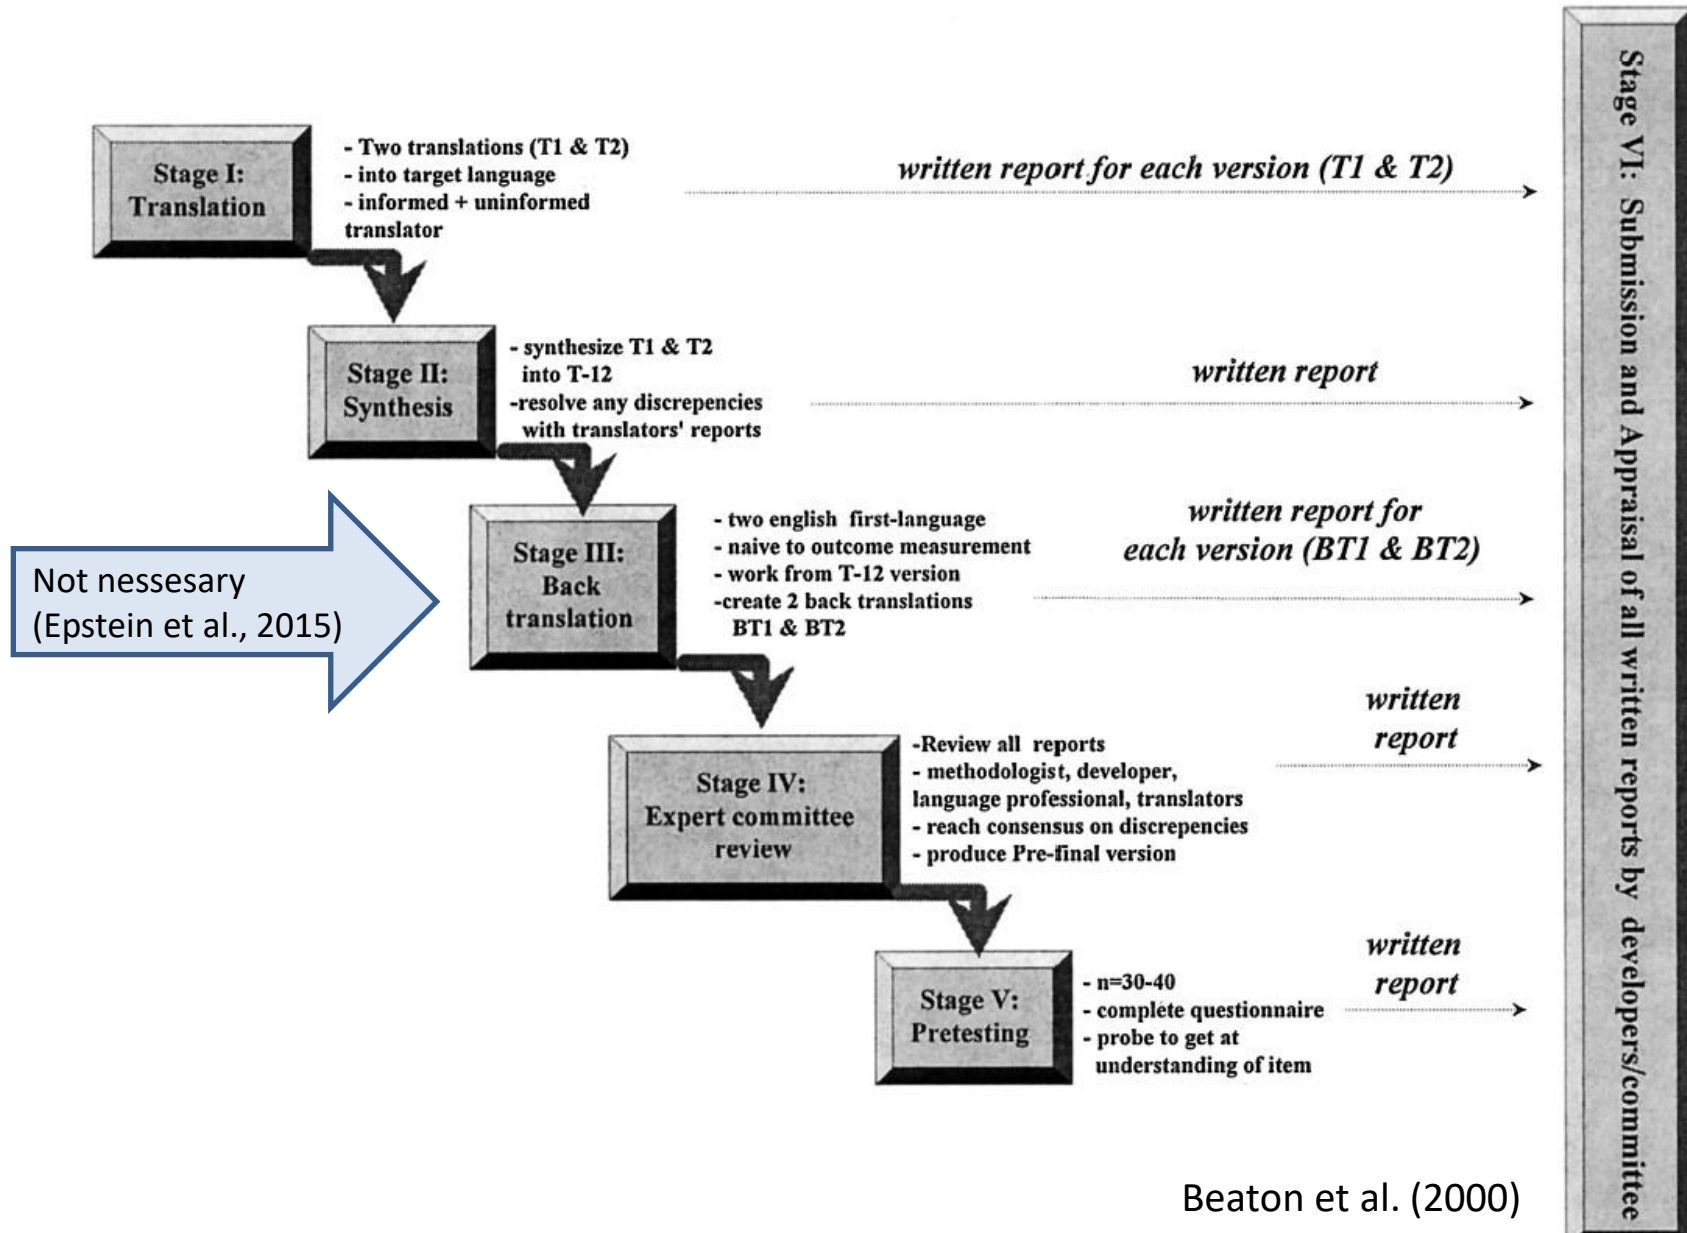 Stage I:
Translation
- Two translations (T1 & T2)
- into target language
- informed + uninformed
translator
written report for each version (T1 & T2)
Stage II:
Synthesis
- synthesize T1 & T2
into T-12
-resolve any discrepencies
with translators' reports
written report
Not nessesary
(Epstein et al., 2015)
Stage III:
Back
translation
- two english first-language
- naive to outcome measurement
- work from T-12 version
-create 2 back translations
BT1 & BT2
written report for
each version (BT1 & BT2)
Stage IV:
Expert committee
review
-Review all reports
- methodologist, developer,
language professional, translators
- reach consensus on discrepencies
- produce Pre-final version
written
report
Stage V:
Pretesting
- n=30-40
- complete questionnaire
- probe to get at
understanding of item
written
report
Stage VI: Submission and Appraisal of all written reports by developers/committee
Beaton et al. (2000)